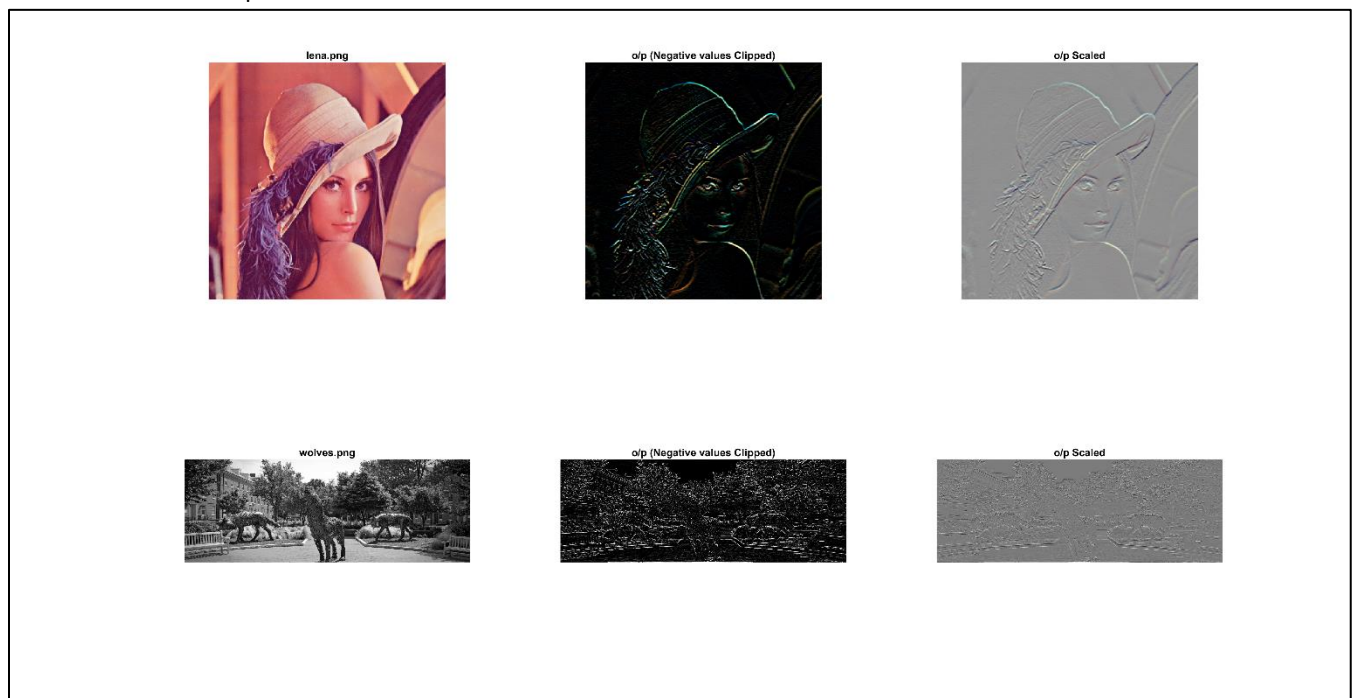 lena.png
o/p (Negative values Clipped)
o/p Scaled
wolves.png
o/p (Negative values Clipped)
o/p Scaled